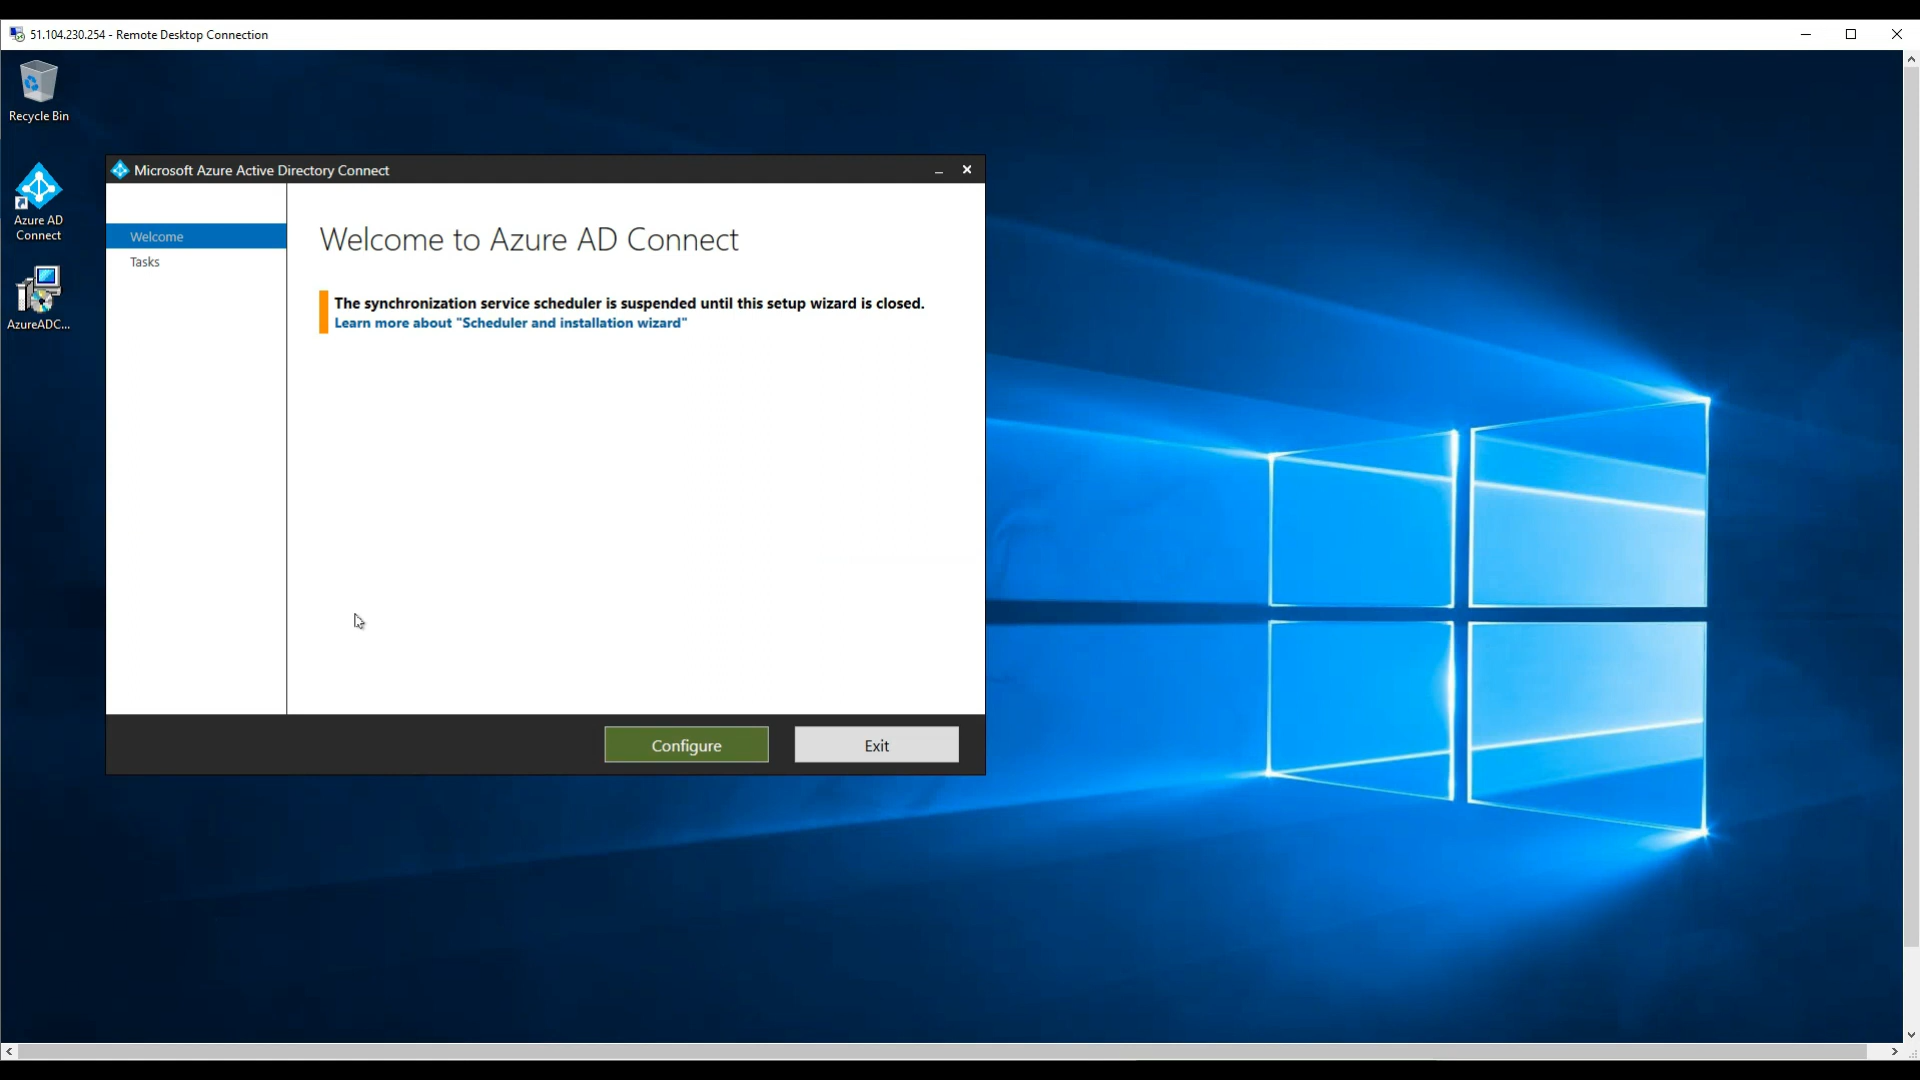 51.104.230.254 - Remote Desktop Connection
Recycle Bin
Azure AD
Connect
AzureADC...
Microsoft Azure Active Directory Connect
Welcome
Tasks
Welcome to Azure AD Connect
The synchronization service scheduler is suspended until this setup wizard is closed.
Learn more about "Scheduler and installation wizard"
Configure
Exit